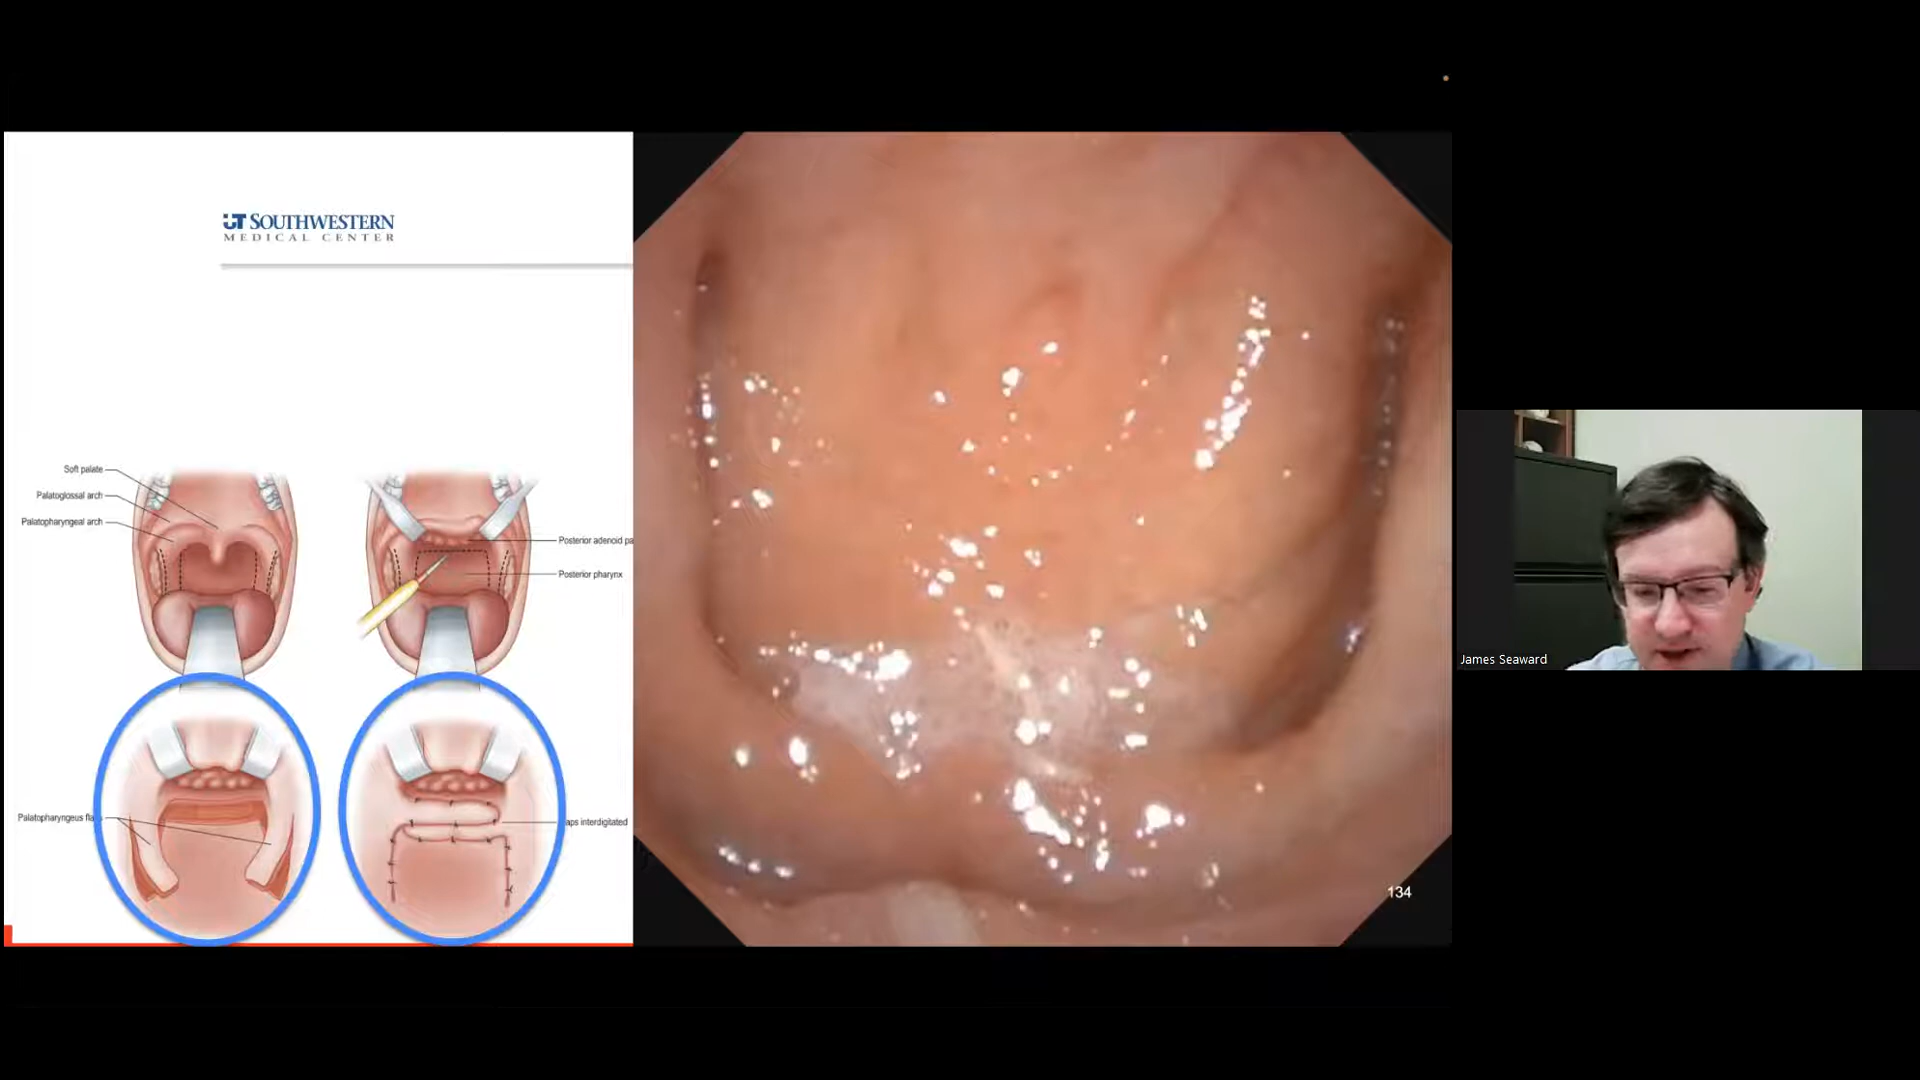 UT SOUTHWESTERN
MEDICAL CENTER
Soft palate
Palatoglossal arch
Palatopharyngeal arch
Posterior adenoid pa
Posterior pharynx
Palatopharyngeus fla
aps interdigitated
134
James Seaward